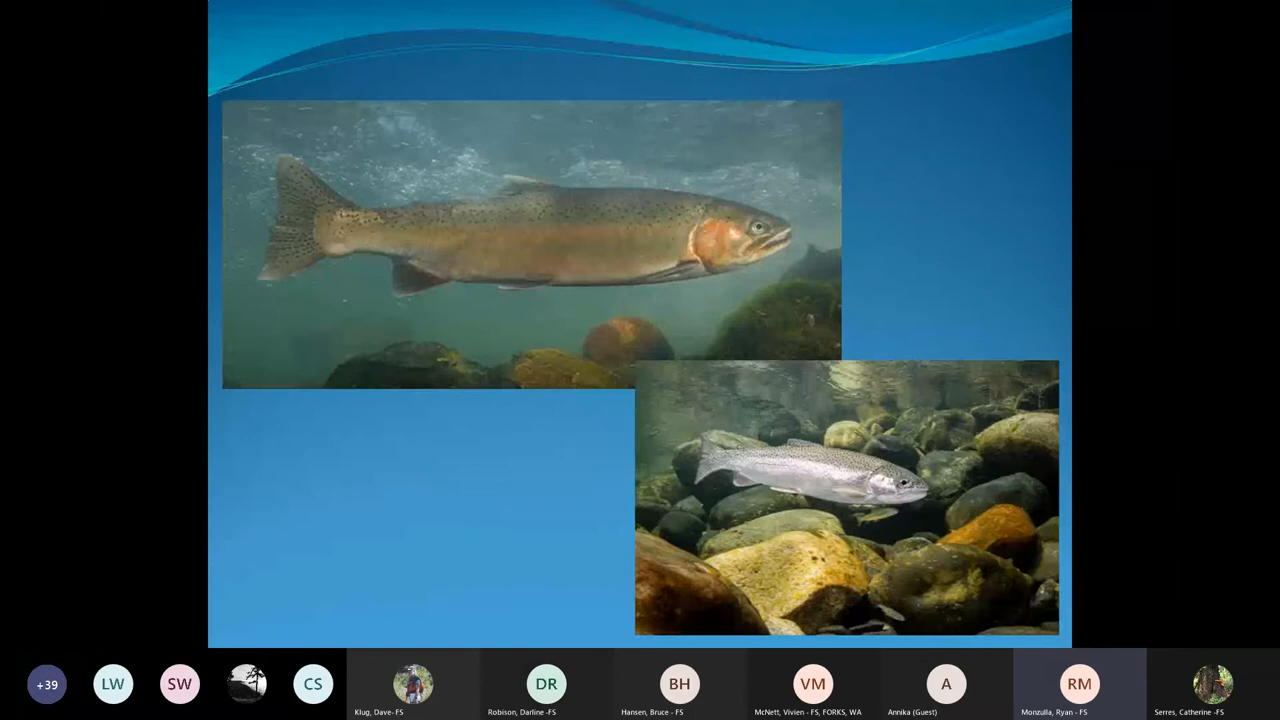 +39
LW
SW
CS
DR
BH
VM
A
RM
Klug, Dave- FS
Robison, Darline -FS
Hansen, Bruce - FS
McNett, Vivien - FS, FORKS, WA
Annika (Guest)
Monzulla, Ryan - FS
Serres, Catherine -FS